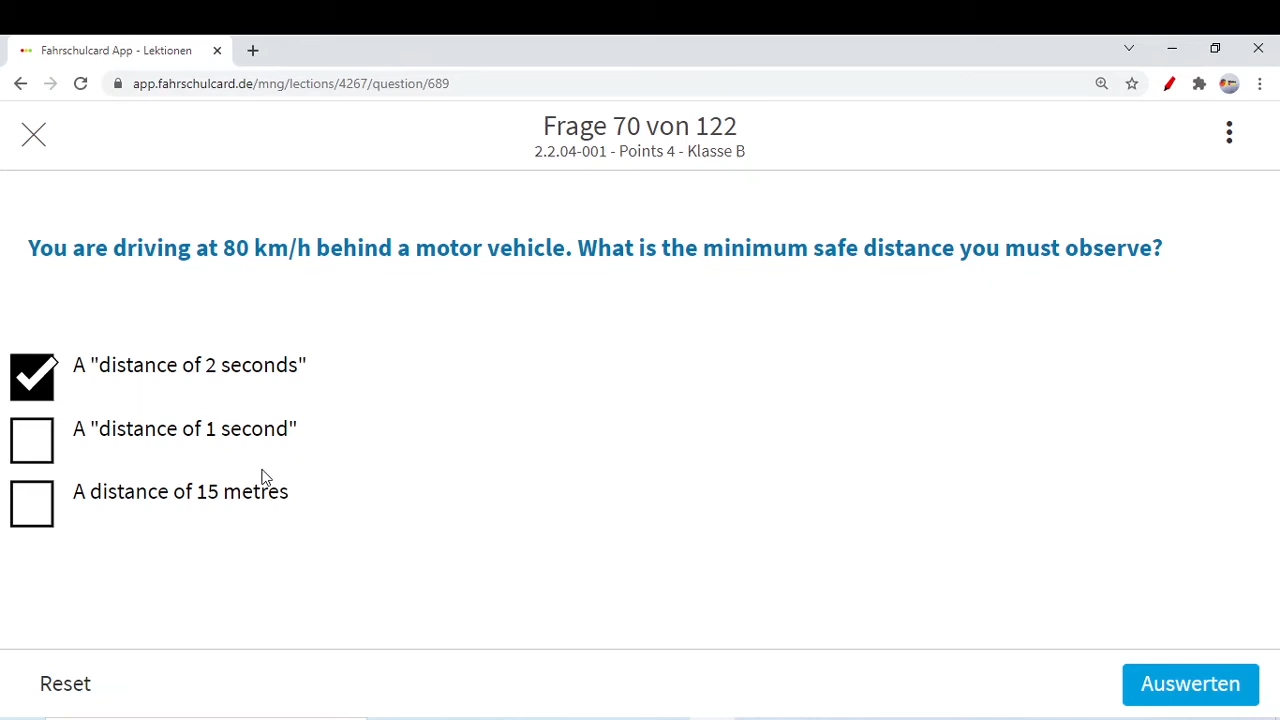 Fahrschulcard App - Lektionen
app.fahrschulcard.de/mng/lections/4267/question/689
Frage 70 von 122
2.2.04-001 - Points 4 - Klasse B
You are driving at 80 km/h behind a motor vehicle. What is the minimum safe distance you must observe?
A "distance of 2 seconds"
A "distance of 1 second"
A distance of 15 metres
Reset
Auswerten